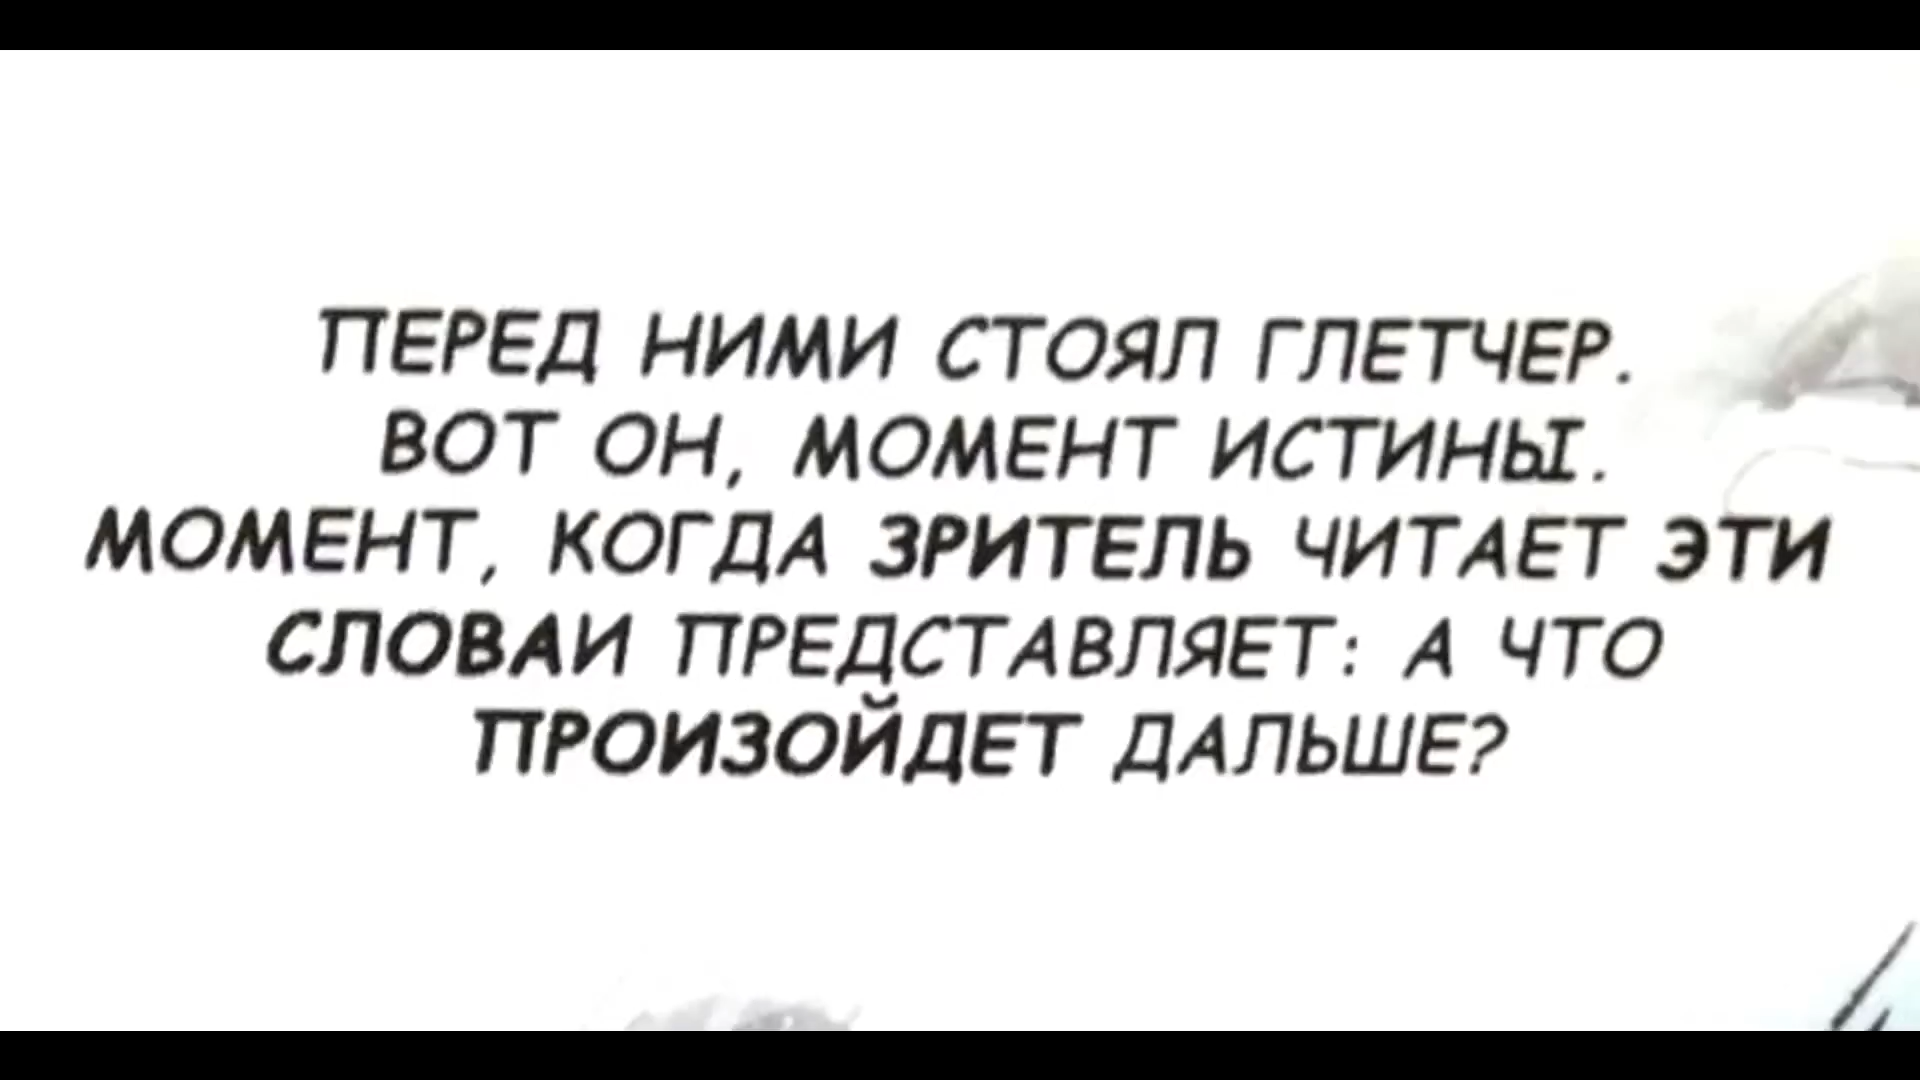 ПЕРЕД НИМИ СТОЯЛ ГЛЕТЧЕР.
ВОТ ОН, МОМЕНТ ИСТИНЫ.
МОМЕНТ, КОГДА ЗРИТЕЛЬ ЧИТАЕТ ЭТИ
СЛОВАИ ПРЕДСТАВЛЯЕТ: А ЧТО
ПРОИЗОЙДЕТ ДАЛЬШЕ?